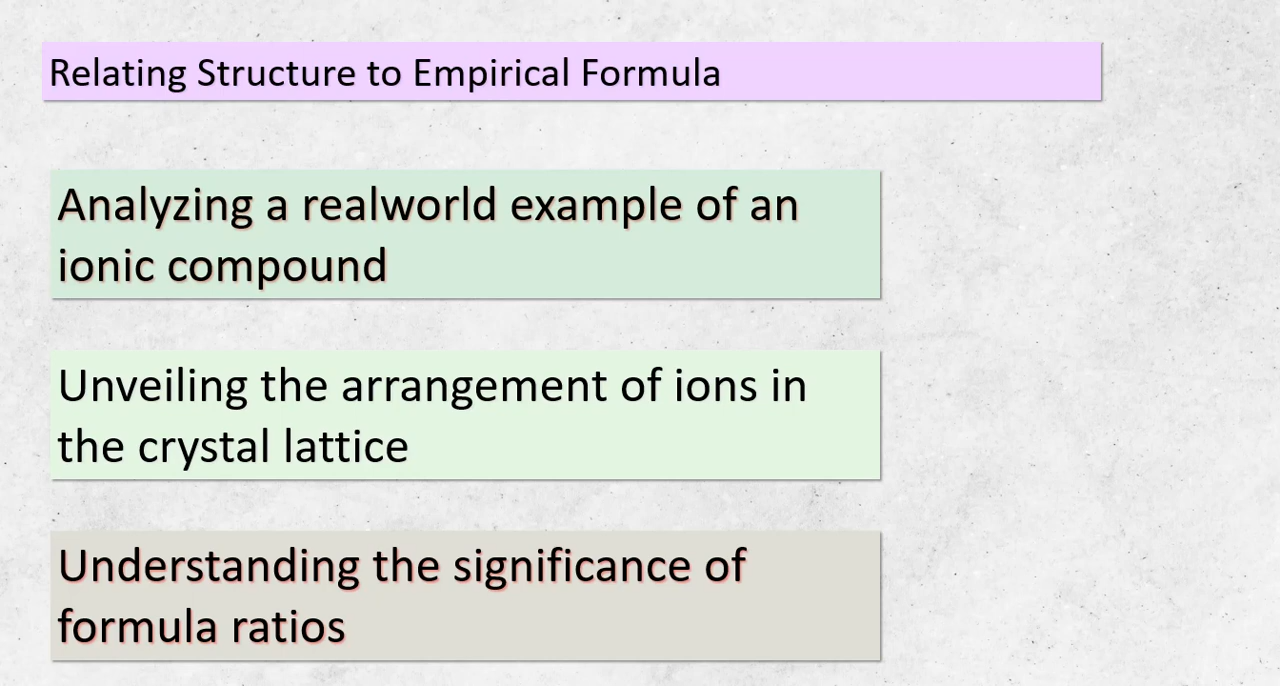 Relating Structure to Empirical Formula
Analyzing a realworld example of an
ionic compound
Unveiling the arrangement of ions in
the crystal lattice
Understanding the significance of
formula ratios